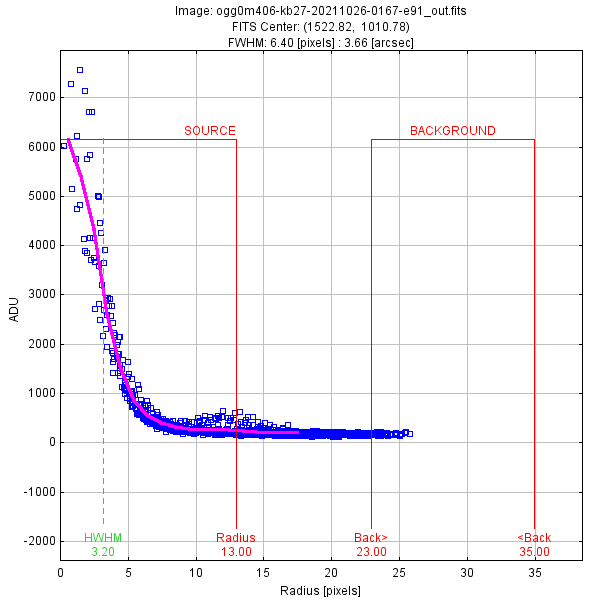 Image: ogg0m406-kb27-20211026-0167-e91_out.fits
FITS Center: (1522.82, 1010.78)
FWHM: 6.40 [pixels] : 3.66 [arcsec]
SOURCE
BACKGROUND
7000
6000
5000
4000
3000
2000
1000
0
-1000
-2000
ADU
HWHM
3.20
Radius
13.00
Back>
23.00
<Back
35.00
0 5 10 15 20 25 30 35
Radius [pixels]